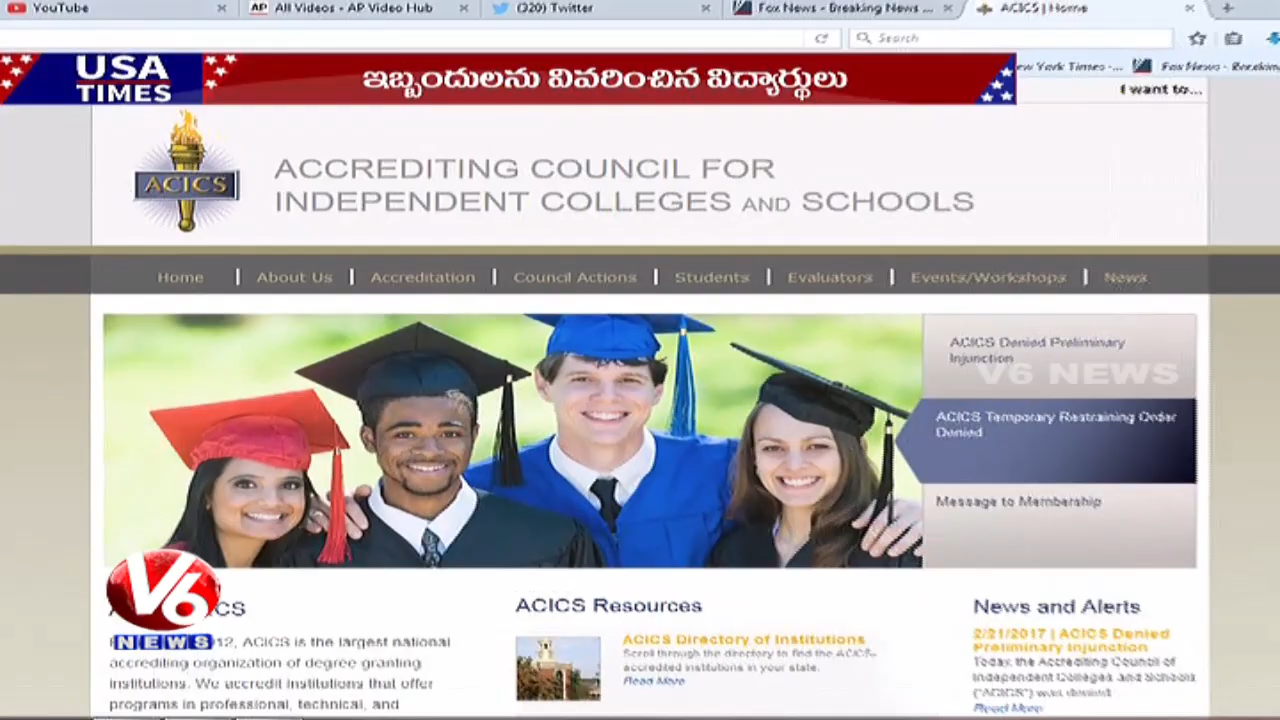 YouTube
AP All Videos - AP Video Hub
(320) Twitter
Fox News - Breaking News ...
ACICS | Home
Search
USA
TIMES
ఇబ్బందులను వివరించిన విద్యార్థులు
ew York Times -...
Fox News - Breakin
I want to...
ACICS
ACCREDITING COUNCIL FOR
INDEPENDENT COLLEGES AND SCHOOLS
Home | About Us | Accreditation | Council Actions | Students | Evaluators | Events/Workshops | News
ACICS Denied Preliminary
Injunction
V6 NEWS
ACICS Temporary Restraining Order
Denied
Message to Membership
V6
NEWS
CS
12, ACICS is the largest national
accrediting organization of degree granting
institutions. We accredit institutions that offer
programs in professional, technical, and
ACICS Resources
ACICS Directory of Institutions
Scroll through the directory to find the ACICS-
accredited institutions in your state.
Read More
News and Alerts
2/21/2017 | ACICS Denied
Preliminary Injunction
Today, the Accrediting Council of
Independent Colleges and Schools
("ACICS") was denied
Read More